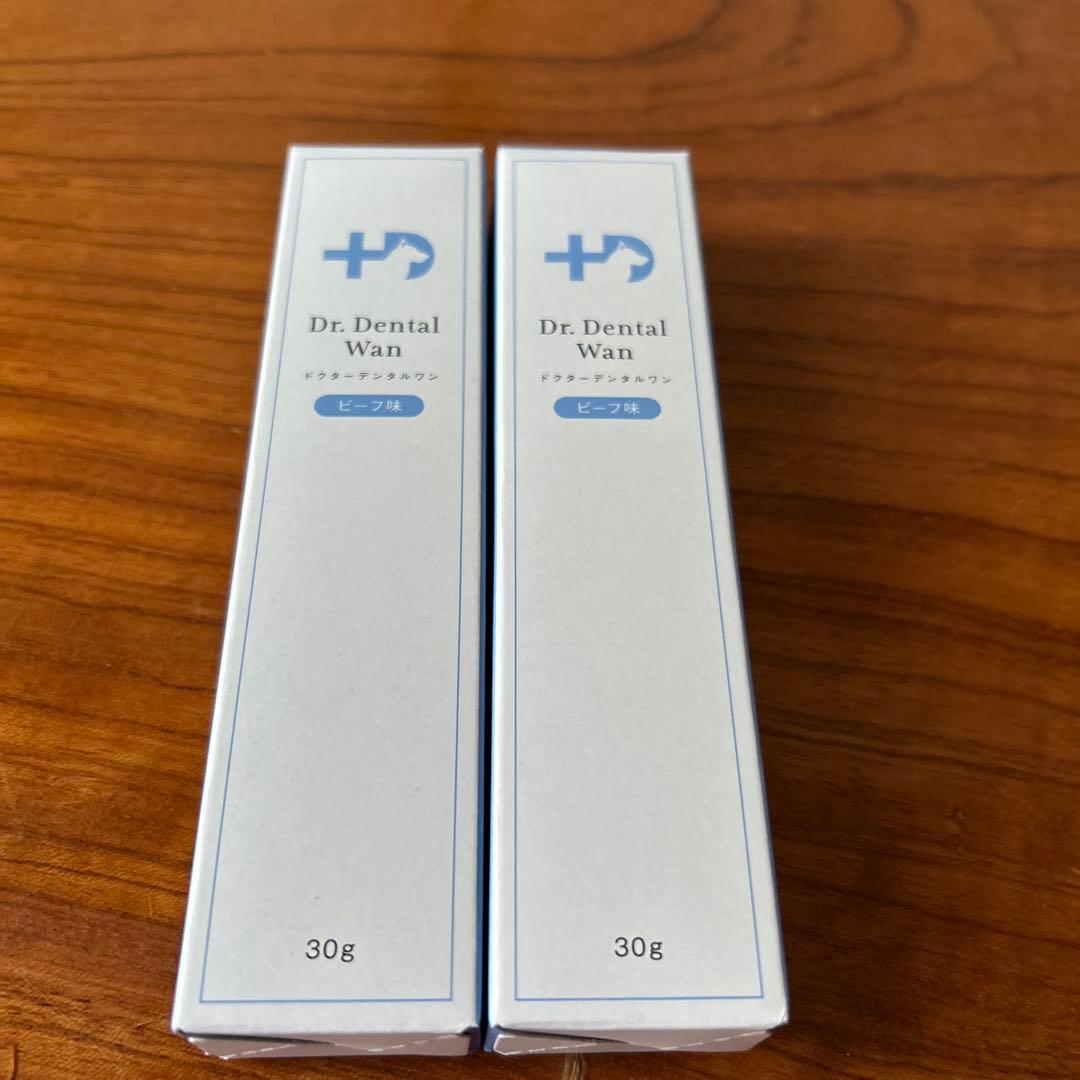 Dr. Dental
Wan
ドクターデンタルワン
ビーフ味
30g
Dr. Dental
Wan
ドクターデンタルワン
ビーフ味
30g